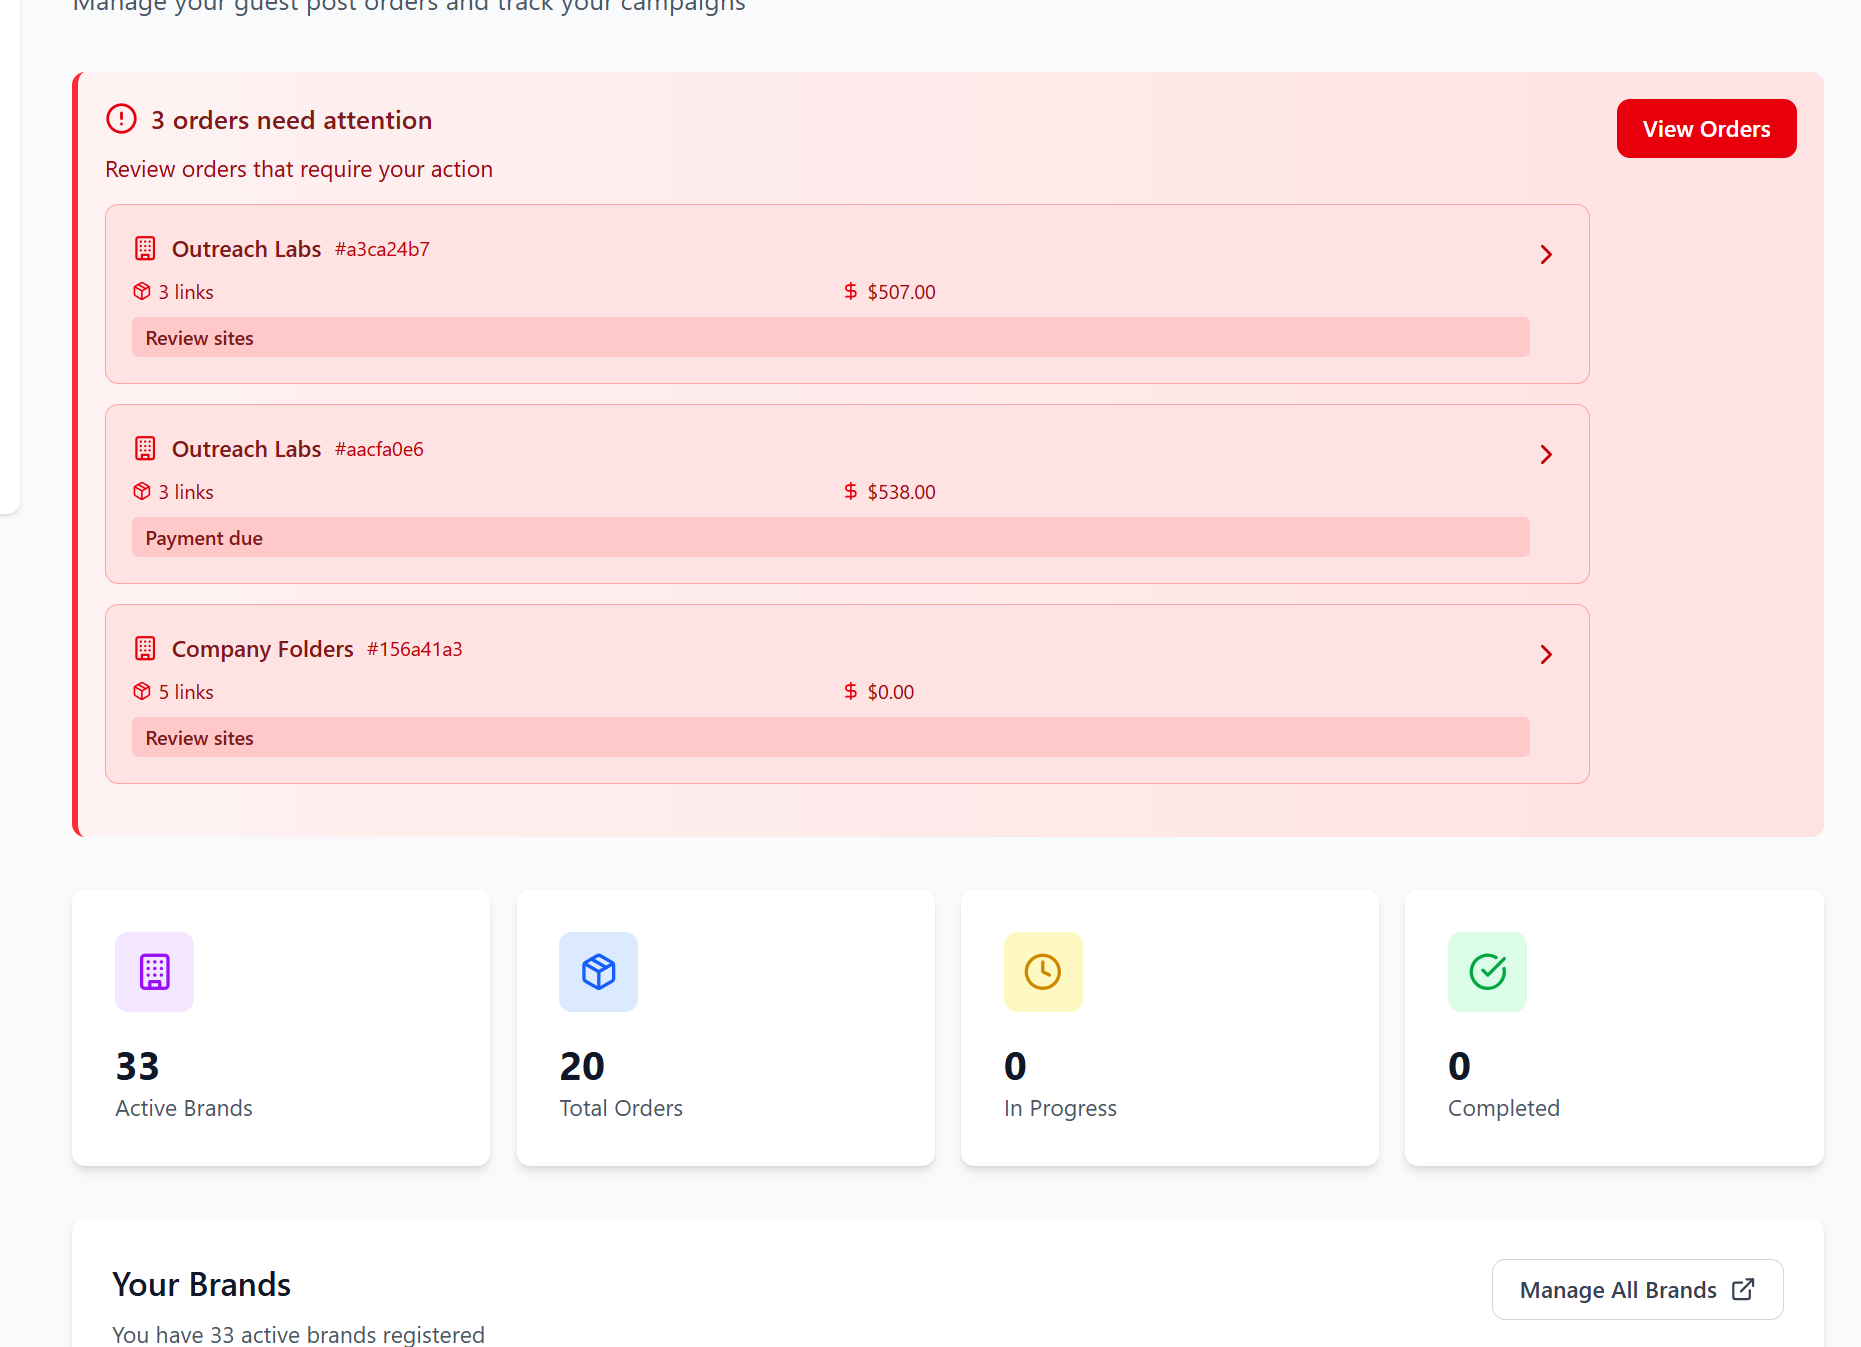 Manage your guest post orders and track your campaigns
3 orders need attention
View Orders
Review orders that require your action
Outreach Labs #a3ca24b7
3 links
$ $507.00
Review sites
Outreach Labs #aacfa0e6
3 links
$ $538.00
Payment due
Company Folders #156a41a3
5 links
$ $0.00
Review sites
33
Active Brands
20
Total Orders
0
In Progress
0
Completed
Your Brands
Manage All Brands
You have 33 active brands registered